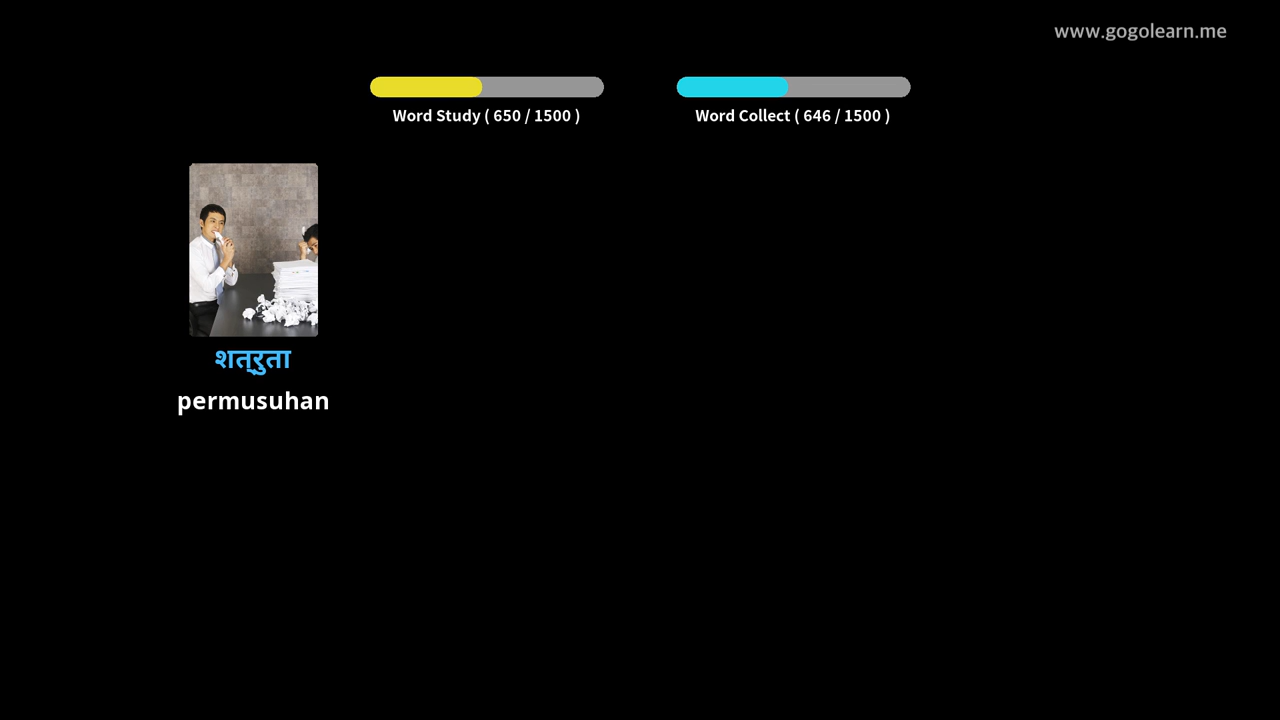 www.gogolearn.me
Word Study ( 650 / 1500 )
Word Collect ( 646 / 1500 )
शत्रुता
permusuhan